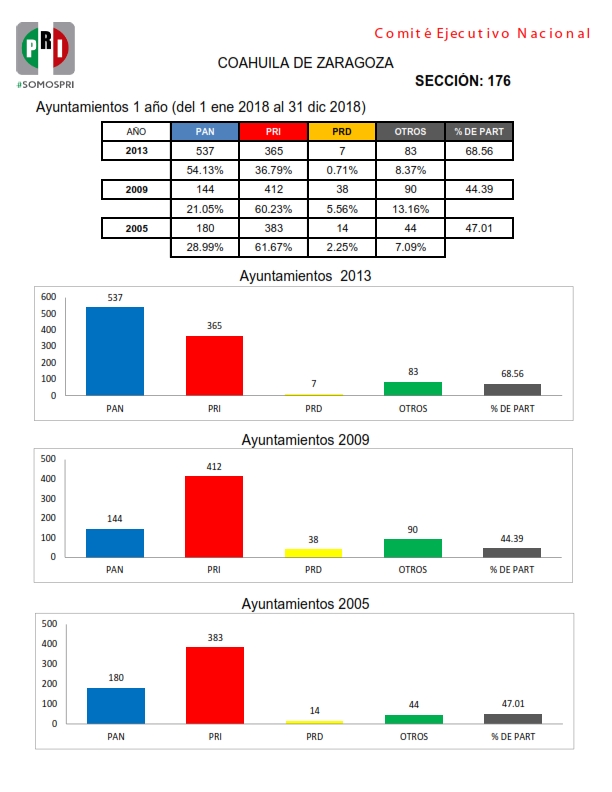 Comité Ejecutivo Nacional
PRI
#SOMOSPRI
COAHUILA DE ZARAGOZA
SECCIÓN: 176
Ayuntamientos 1 año (del 1 ene 2018 al 31 dic 2018)
AÑO PAN PRI PRD OTROS % DE PART
2013 537 365 7 83 68.56
54.13% 36.79% 0.71% 8.37%
2009 144 412 38 90 44.39
21.05% 60.23% 5.56% 13.16%
2005 180 383 14 44 47.01
28.99% 61.67% 2.25% 7.09%
Ayuntamientos 2013
600
500
400
300
200
100
0
537 365 7 83 68.56
PAN PRI PRD OTROS % DE PART
Ayuntamientos 2009
500
400
300
200
100
0
144 412 38 90 44.39
PAN PRI PRD OTROS % DE PART
Ayuntamientos 2005
500
400
300
200
100
0
180 383 14 44 47.01
PAN PRI PRD OTROS % DE PART